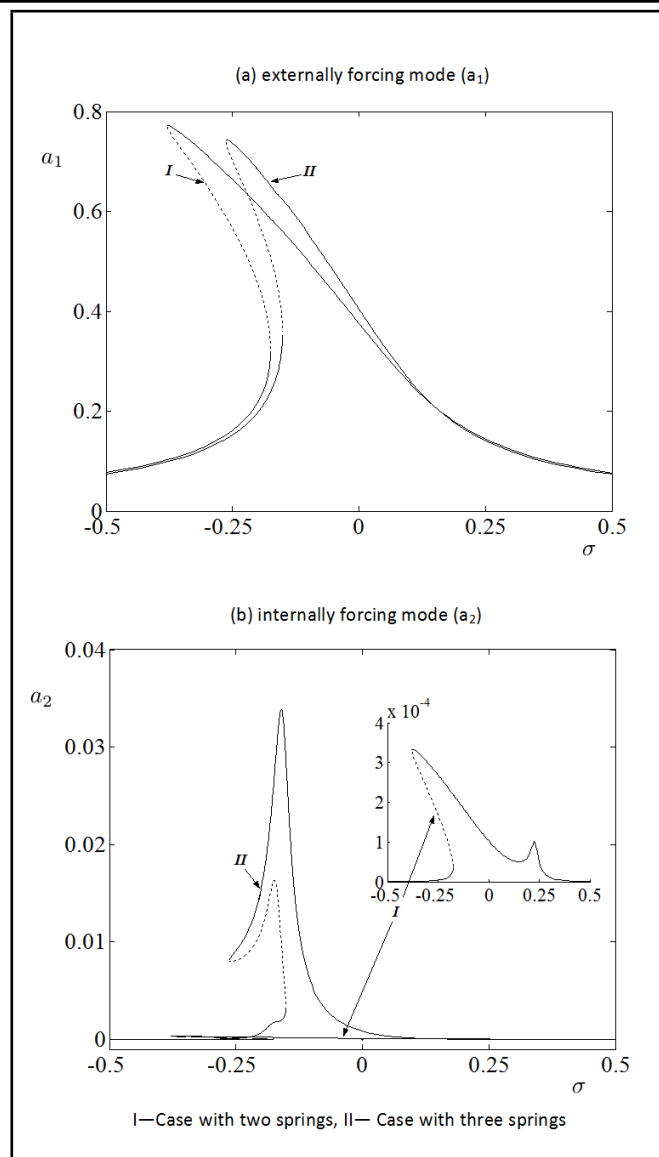 (a) externally forcing mode (a₁)
0.8
a₁
I
II
0.6
0.4
0.2
0
-0.5
-0.25
0
0.25
0.5
σ
(b) internally forcing mode (a₂)
0.04
a₂
x 10⁻⁴
4
0.03
3
2
0.02
1
II
0
-0.5
-0.25
0
0.25
0.5
I
0.01
0
-0.5
-0.25
0
0.25
0.5
σ
I—Case with two springs, II— Case with three springs